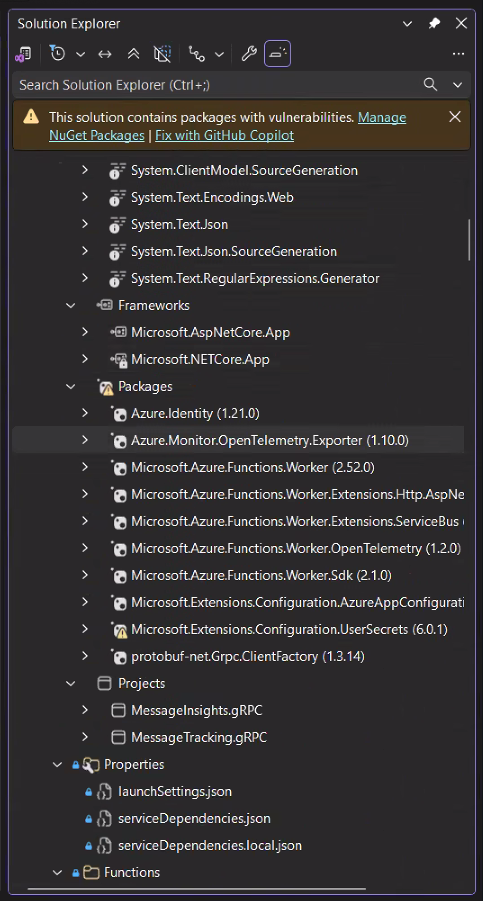 Solution Explorer
Search Solution Explorer (Ctrl+;)
This solution contains packages with vulnerabilities. Manage
NuGet Packages | Fix with GitHub Copilot
System.ClientModel.SourceGeneration
System.Text.Encodings.Web
System.Text.Json
System.Text.Json.SourceGeneration
System.Text.RegularExpressions.Generator
Frameworks
Microsoft.AspNetCore.App
Microsoft.NETCore.App
Packages
Azure.Identity (1.21.0)
Azure.Monitor.OpenTelemetry.Exporter (1.10.0)
Microsoft.Azure.Functions.Worker (2.52.0)
Microsoft.Azure.Functions.Worker.Extensions.Http.AspNe
Microsoft.Azure.Functions.Worker.Extensions.ServiceBus (
Microsoft.Azure.Functions.Worker.OpenTelemetry (1.2.0)
Microsoft.Azure.Functions.Worker.Sdk (2.1.0)
Microsoft.Extensions.Configuration.AzureAppConfigurati
Microsoft.Extensions.Configuration.UserSecrets (6.0.1)
protobuf-net.Grpc.ClientFactory (1.3.14)
Projects
MessageInsights.gRPC
MessageTracking.gRPC
Properties
launchSettings.json
serviceDependencies.json
serviceDependencies.local.json
Functions